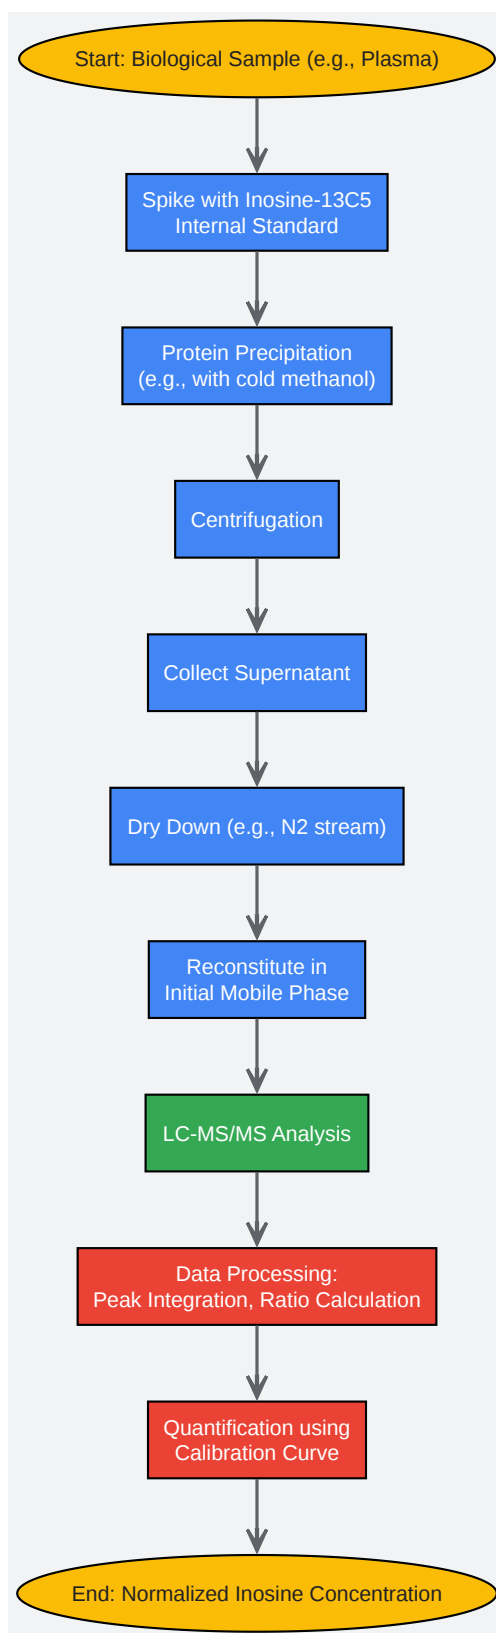 Start: Biological Sample (e.g., Plasma)
Spike with Inosine-13C5
Internal Standard
Protein Precipitation
(e.g., with cold methanol)
Centrifugation
Collect Supernatant
Dry Down (e.g., N2 stream)
Reconstitute in
Initial Mobile Phase
LC-MS/MS Analysis
Data Processing:
Peak Integration, Ratio Calculation
Quantification using
Calibration Curve
End: Normalized Inosine Concentration